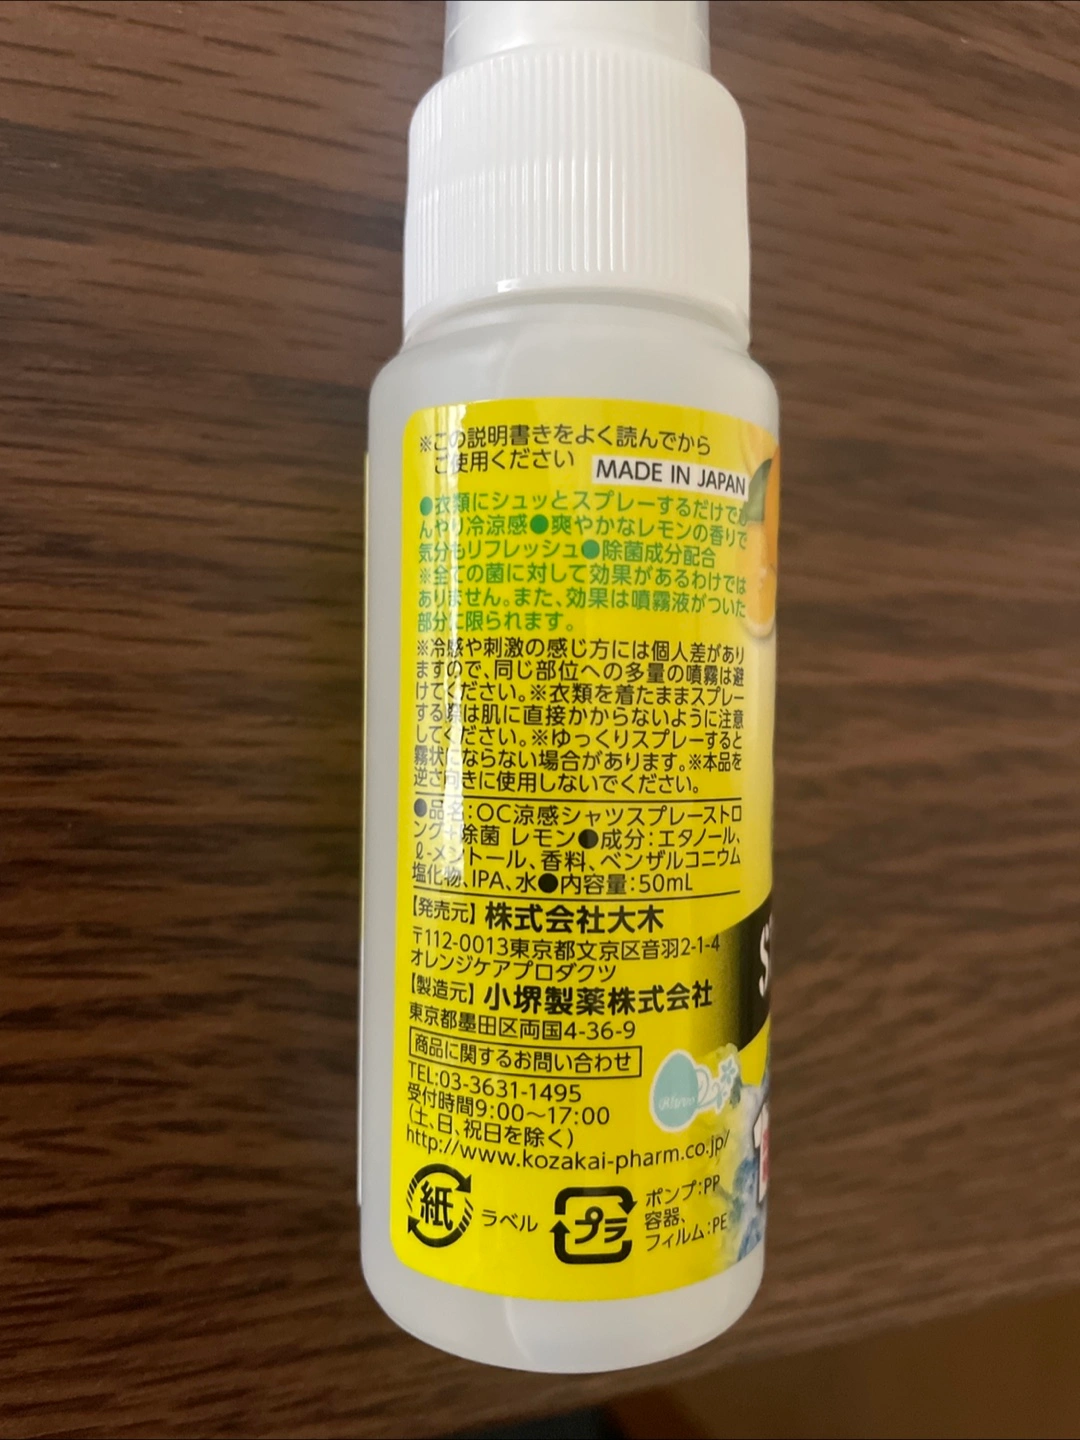 ※この説明書きをよく読んでから
ご使用ください
MADE IN JAPAN
●衣類にシュッとスプレーするだけでひ
んやり冷涼感●爽やかなレモンの香りで
気分もリフレッシュ●除菌成分配合
※全ての菌に対して効果があるわけでは
ありません。また、効果は噴霧液がついた
部分に限られます。
※冷感や刺激の感じ方には個人差があり
ますので、同じ部位への多量の噴霧は避
けてください。※衣類を着たままスプレー
する際は肌に直接かからないように注意
してください。※ゆっくりスプレーすると
霧状にならない場合があります。※本品を
逆さ向きに使用しないでください。
●品名:OC涼感シャツスプレーストロ
ング+除菌 レモン●成分:エタノール、
ℓ-メントール、香料、ベンザルコニウム
塩化物、IPA、水●内容量:50mL
【発売元】株式会社大木
〒112-0013東京都文京区音羽2-1-4
オレンジケアプロダクツ
【製造元】小堺製薬株式会社
東京都墨田区両国4-36-9
商品に関するお問い合わせ
TEL:03-3631-1495
受付時間9:00〜17:00
(土、日、祝日を除く)
http://www.kozakai-pharm.co.jp/
紙 ラベル
プラ
ポンプ:PP
容器、
フィルム:PE